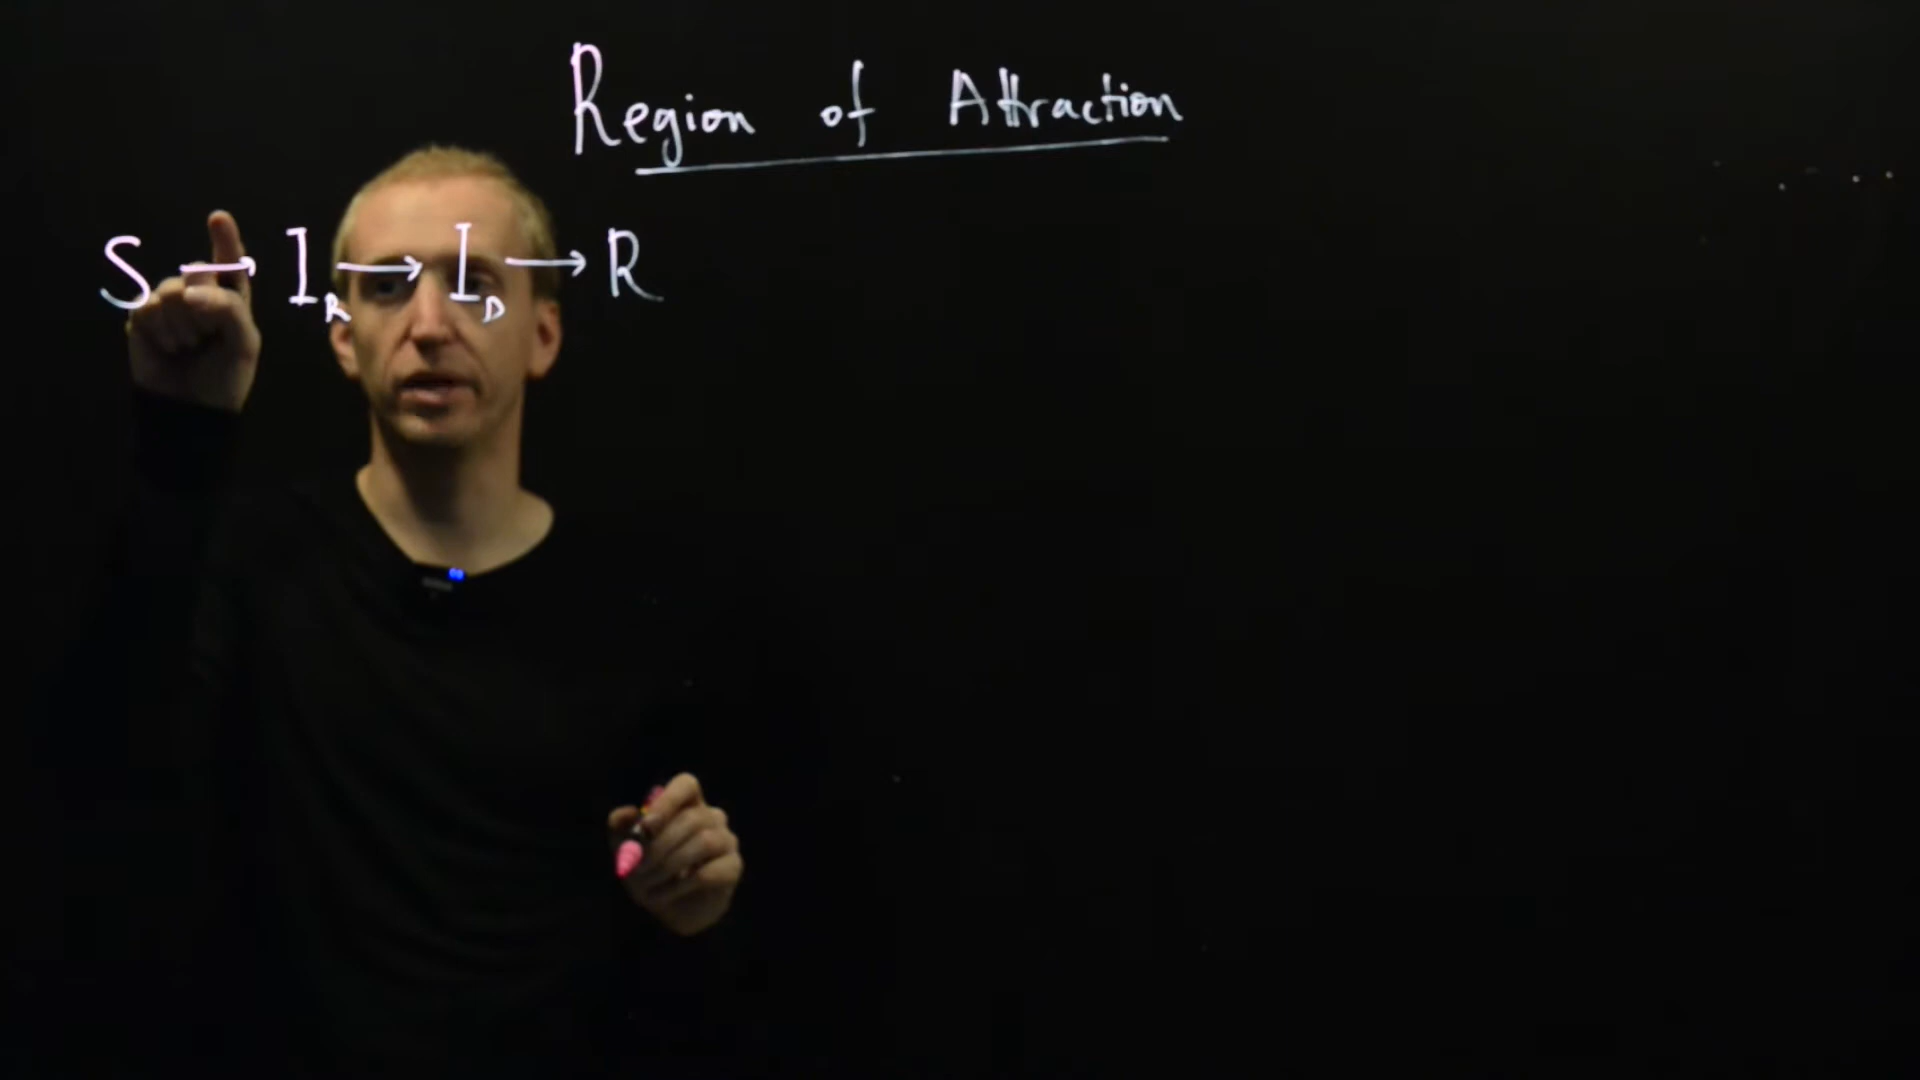 Region of Attraction
S → I_R → I_D → R